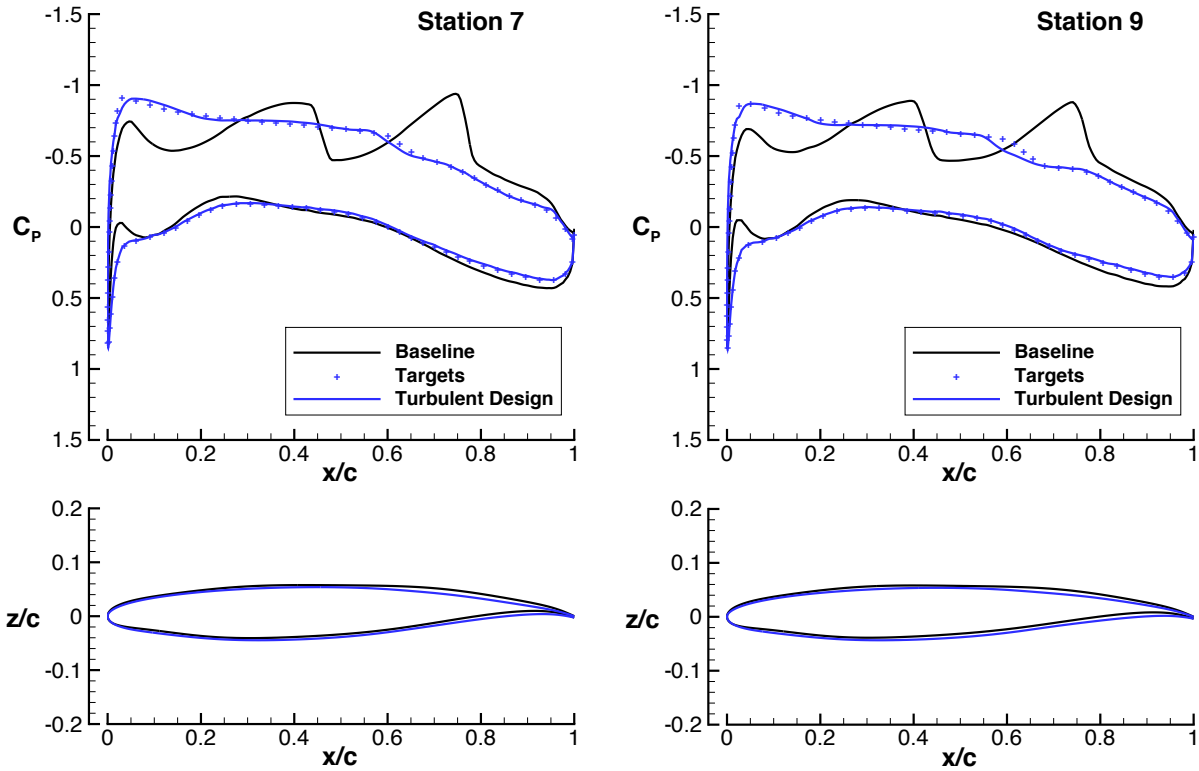 Station 7
-1.5
-1
-0.5
0
0.5
1
1.5
C_P
Baseline
Targets
Turbulent Design
0 0.2 0.4 0.6 0.8 1
x/c
0.2
0.1
0
-0.1
-0.2
z/c
0 0.2 0.4 0.6 0.8 1
x/c
Station 9
-1.5
-1
-0.5
0
0.5
1
1.5
C_P
Baseline
Targets
Turbulent Design
0 0.2 0.4 0.6 0.8 1
x/c
0.2
0.1
0
-0.1
-0.2
z/c
0 0.2 0.4 0.6 0.8 1
x/c